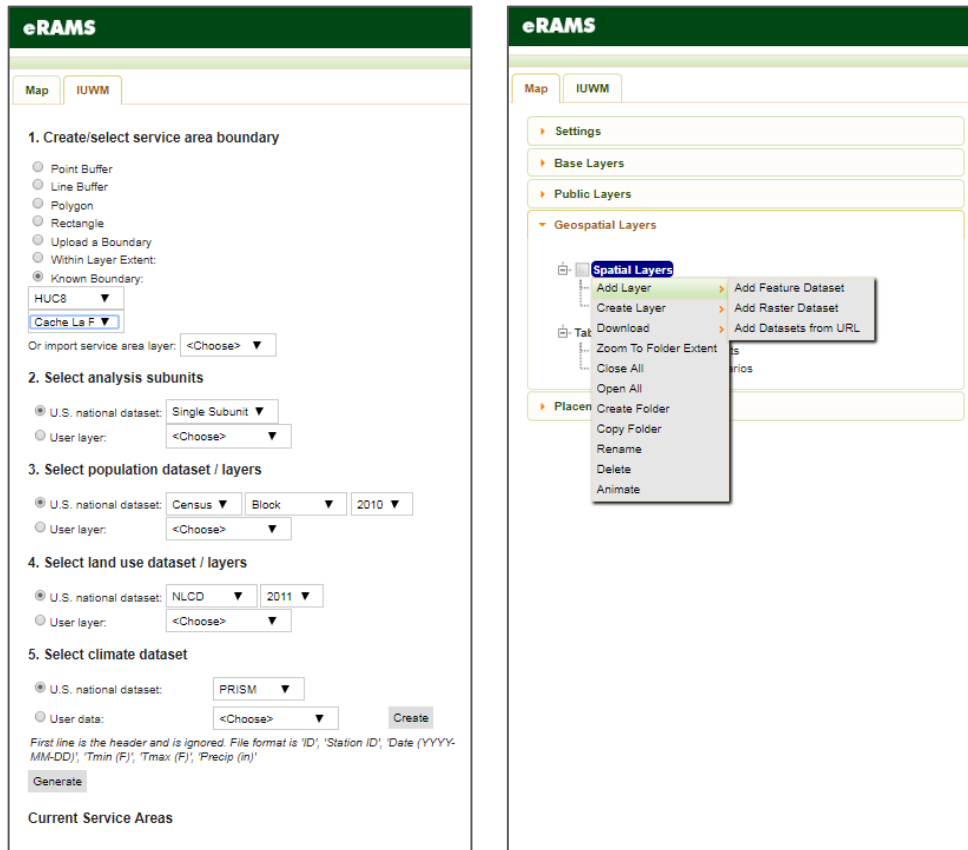 eRAMS
Map IUWM
1. Create/select service area boundary
Point Buffer
Line Buffer
Polygon
Rectangle
Upload a Boundary
Within Layer Extent:
Known Boundary:
HUC8
Cache La P
Or import service area layer: <Choose>
2. Select analysis subunits
U.S. national dataset: Single Subunit
User layer: <Choose>
3. Select population dataset / layers
U.S. national dataset: Census Block 2010
User layer: <Choose>
4. Select land use dataset / layers
U.S. national dataset: NLCD 2011
User layer: <Choose>
5. Select climate dataset
U.S. national dataset: PRISM
User data: <Choose> Create
First line is the header and is ignored. File format is 'ID', 'Station ID', 'Date (YYYY-
MM-DD)', 'Tmin (F)', 'Tmax (F)', 'Precip (in)'
Generate
Current Service Areas
eRAMS
Map IUWM
Settings
Base Layers
Public Layers
Geospatial Layers
Spatial Layers
Add Layer
Create Layer
Download
Zoom To Folder Extent
Close All
Open All
Create Folder
Copy Folder
Rename
Delete
Animate
Add Feature Dataset
Add Raster Dataset
Add Datasets from URL
Tab
ts
arios
Placem